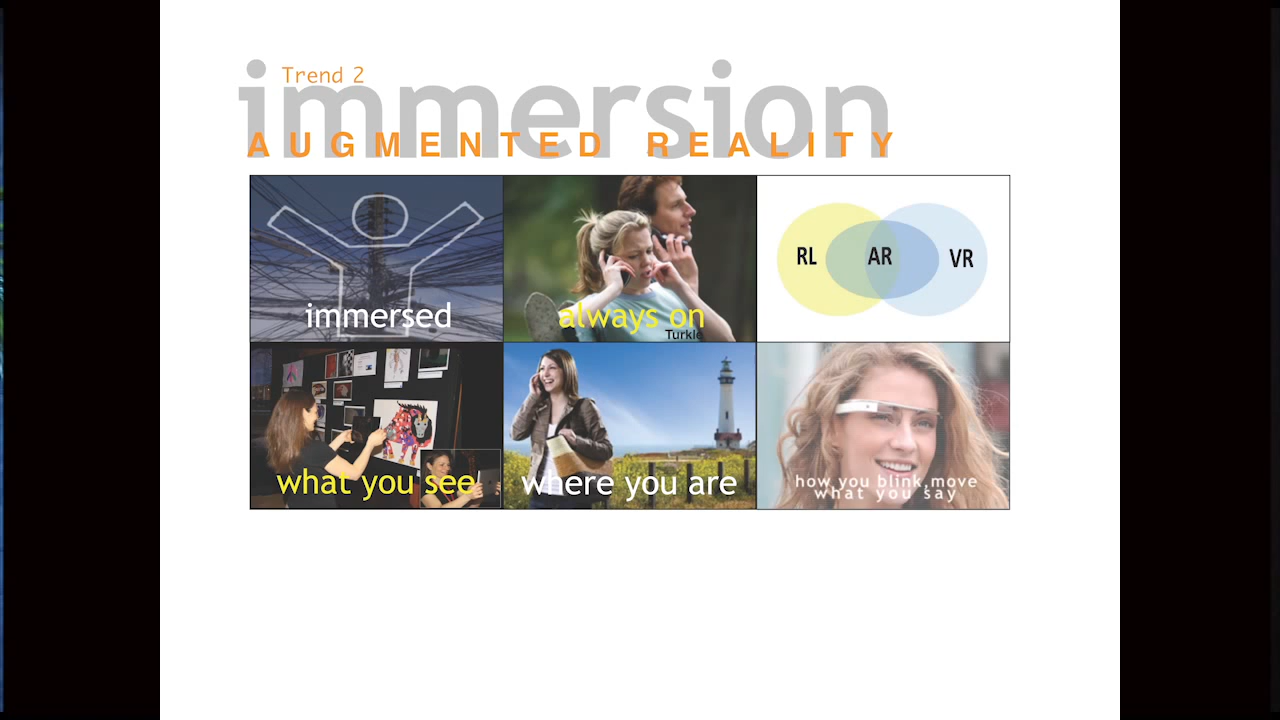 Trend 2
immersion
AUGMENTED REALITY
immersed
always on
Turkle
RL AR VR
what you see
where you are
how you blink,move
what you say